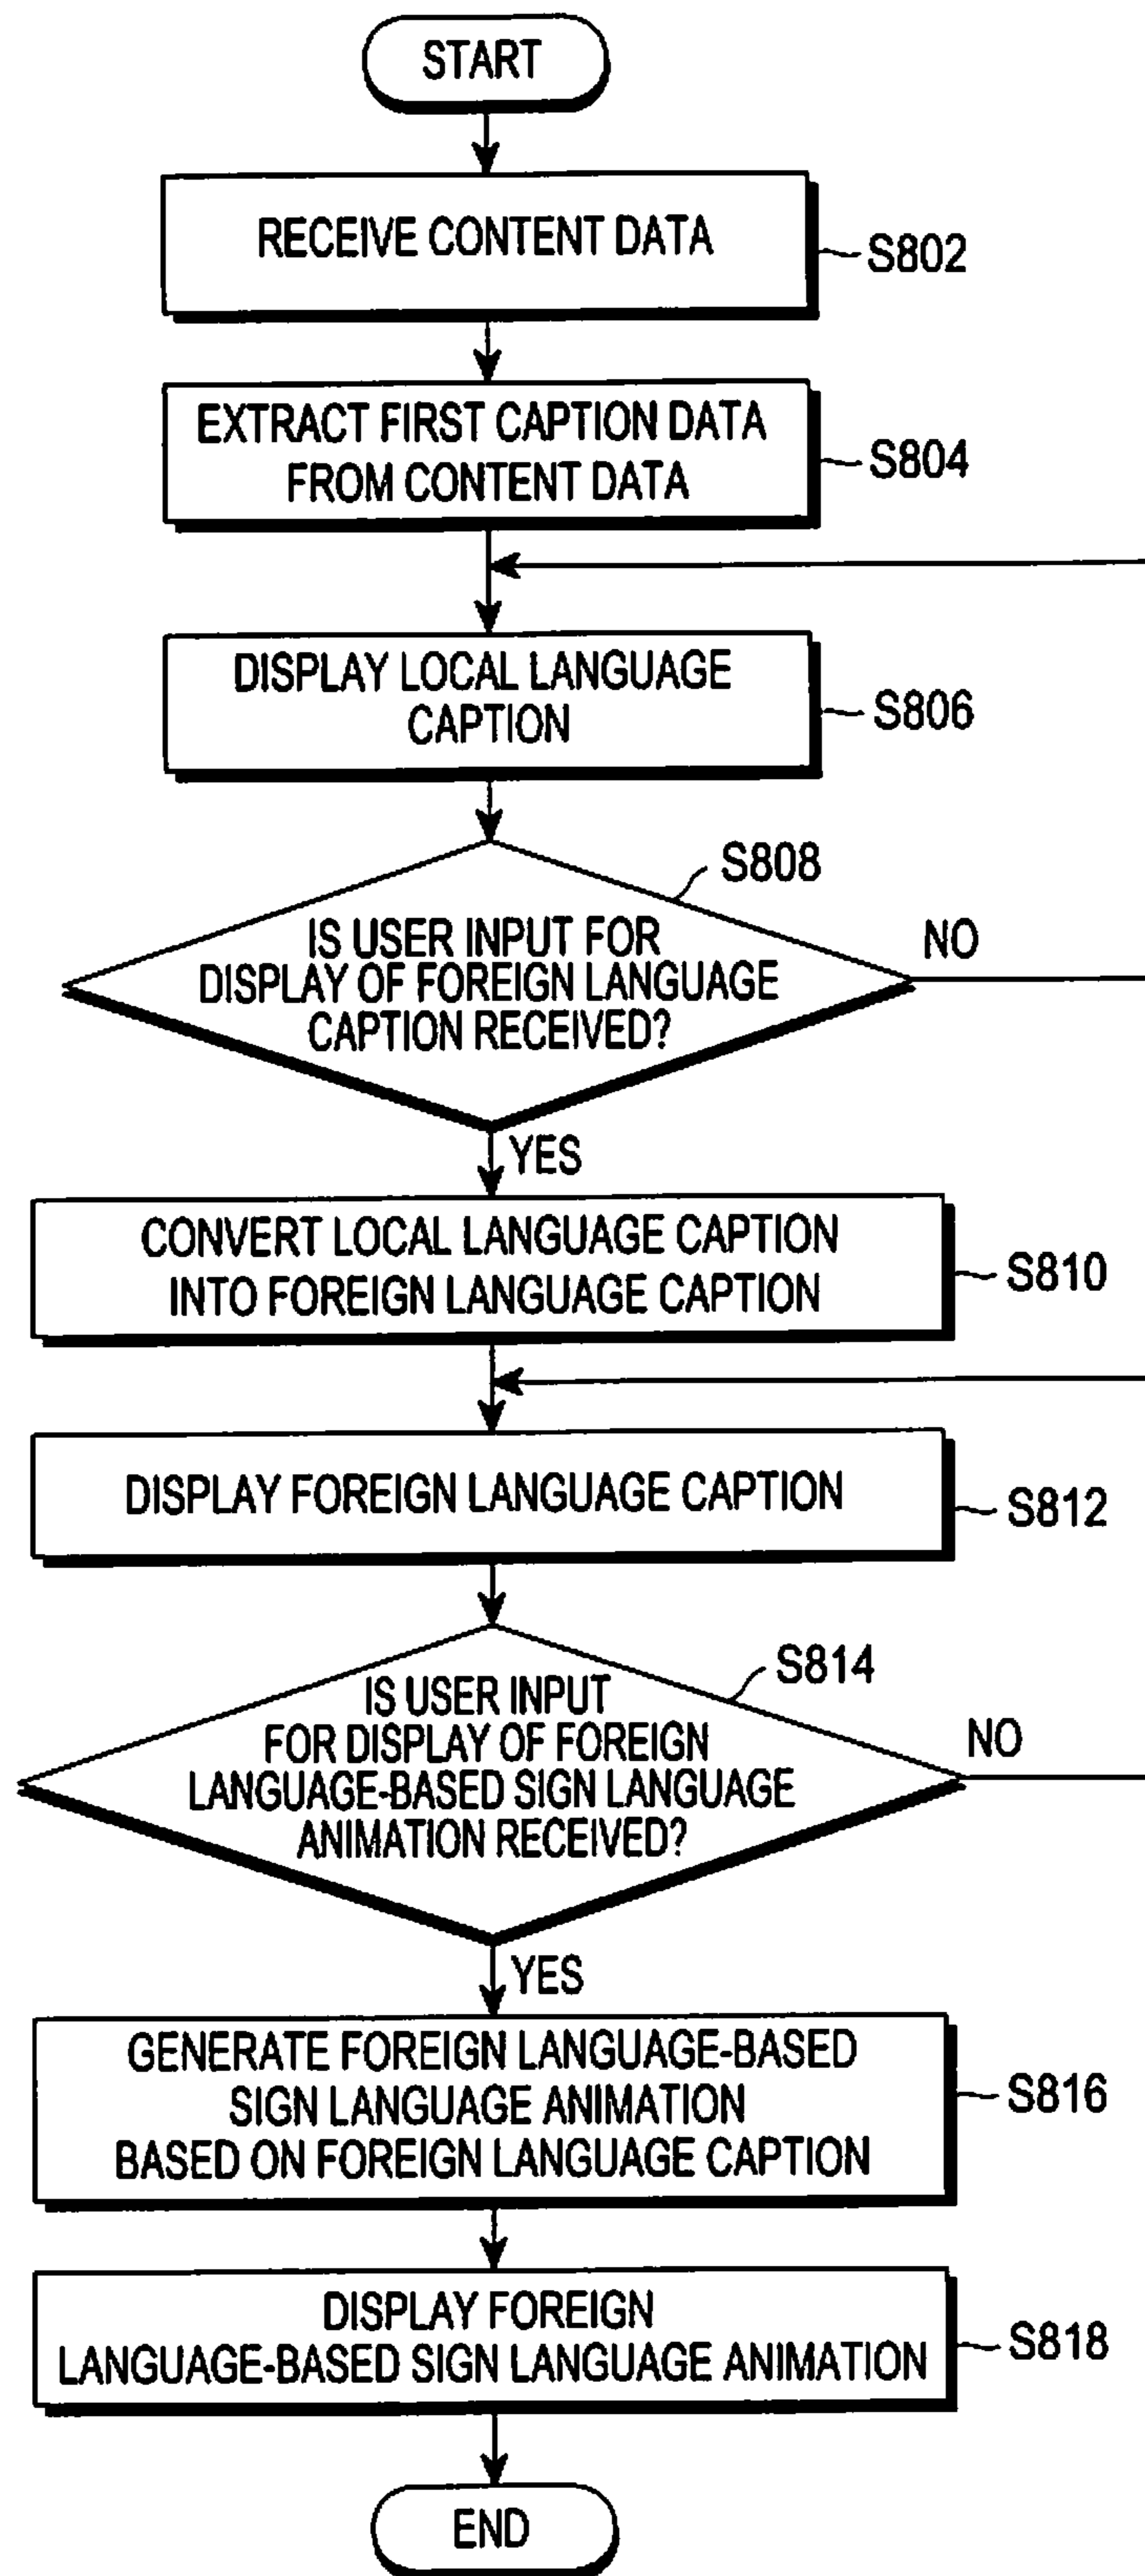 START
RECEIVE CONTENT DATA
S802
EXTRACT FIRST CAPTION DATA
FROM CONTENT DATA
S804
DISPLAY LOCAL LANGUAGE
CAPTION
S806
S808
IS USER INPUT FOR
DISPLAY OF FOREIGN LANGUAGE
CAPTION RECEIVED?
NO
YES
CONVERT LOCAL LANGUAGE CAPTION
INTO FOREIGN LANGUAGE CAPTION
S810
DISPLAY FOREIGN LANGUAGE CAPTION
S812
S814
IS USER INPUT
FOR DISPLAY OF FOREIGN
LANGUAGE-BASED SIGN LANGUAGE
ANIMATION RECEIVED?
NO
YES
GENERATE FOREIGN LANGUAGE-BASED
SIGN LANGUAGE ANIMATION
BASED ON FOREIGN LANGUAGE CAPTION
S816
DISPLAY FOREIGN
LANGUAGE-BASED SIGN LANGUAGE ANIMATION
S818
END